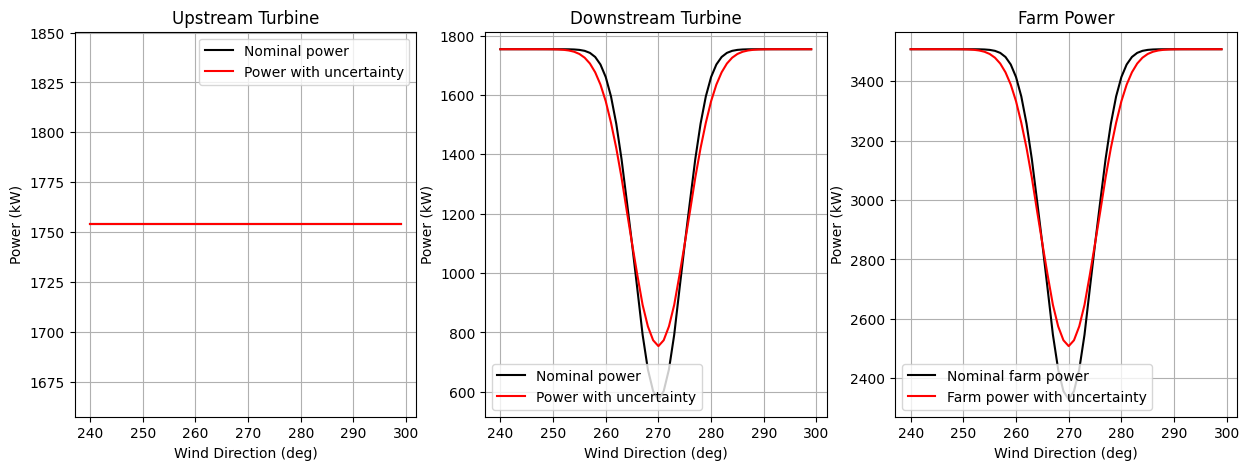 Upstream Turbine
Power (kW)
1850
1825
1800
1775
1750
1725
1700
1675
Nominal power
Power with uncertainty
240 250 260 270 280 290 300
Wind Direction (deg)
Downstream Turbine
Power (kW)
1800
1600
1400
1200
1000
800
600
Nominal power
Power with uncertainty
240 250 260 270 280 290 300
Wind Direction (deg)
Farm Power
Power (kW)
3400
3200
3000
2800
2600
2400
Nominal farm power
Farm power with uncertainty
240 250 260 270 280 290 300
Wind Direction (deg)